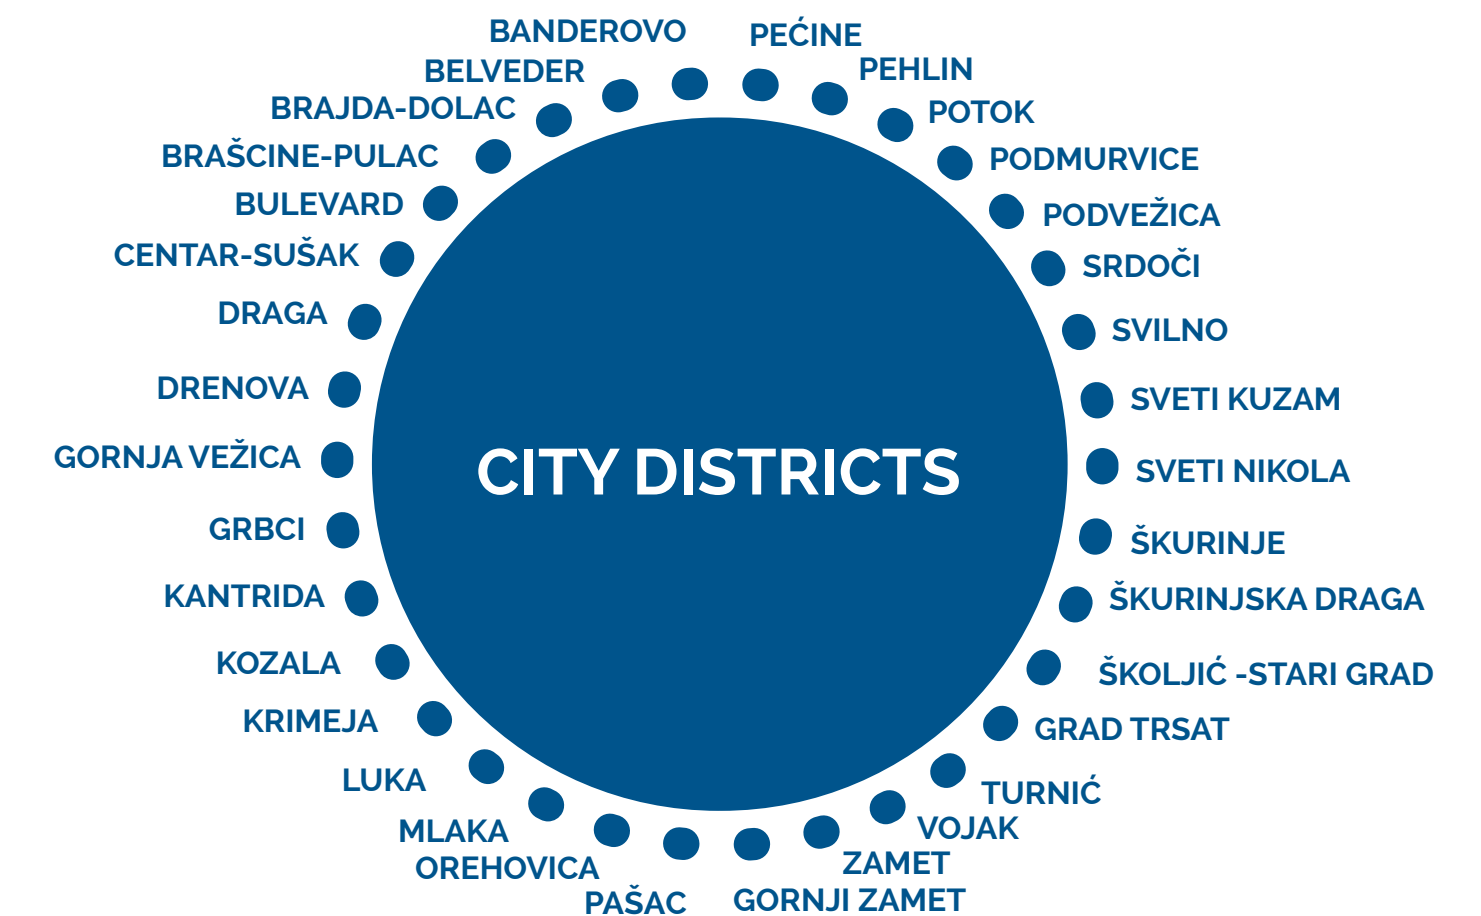 BANDEROVO
BELVEDER
BRAJDA-DOLAC
BRAŠCINE-PULAC
BULEVARD
CENTAR-SUŠAK
DRAGA
DRENOVA
GORNJA VEŽICA
GRBCI
KANTRIDA
KOZALA
KRIMEJA
LUKA
MLAKA
OREHOVICA
PAŠAC
PEĆINE
PEHLIN
POTOK
PODMURVICE
PODVEŽICA
SRDOČI
SVILNO
SVETI KUZAM
SVETI NIKOLA
ŠKURINJE
ŠKURINJSKA DRAGA
ŠKOLJIĆ -STARI GRAD
GRAD TRSAT
TURNIĆ
VOJAK
ZAMET
GORNJI ZAMET
CITY DISTRICTS